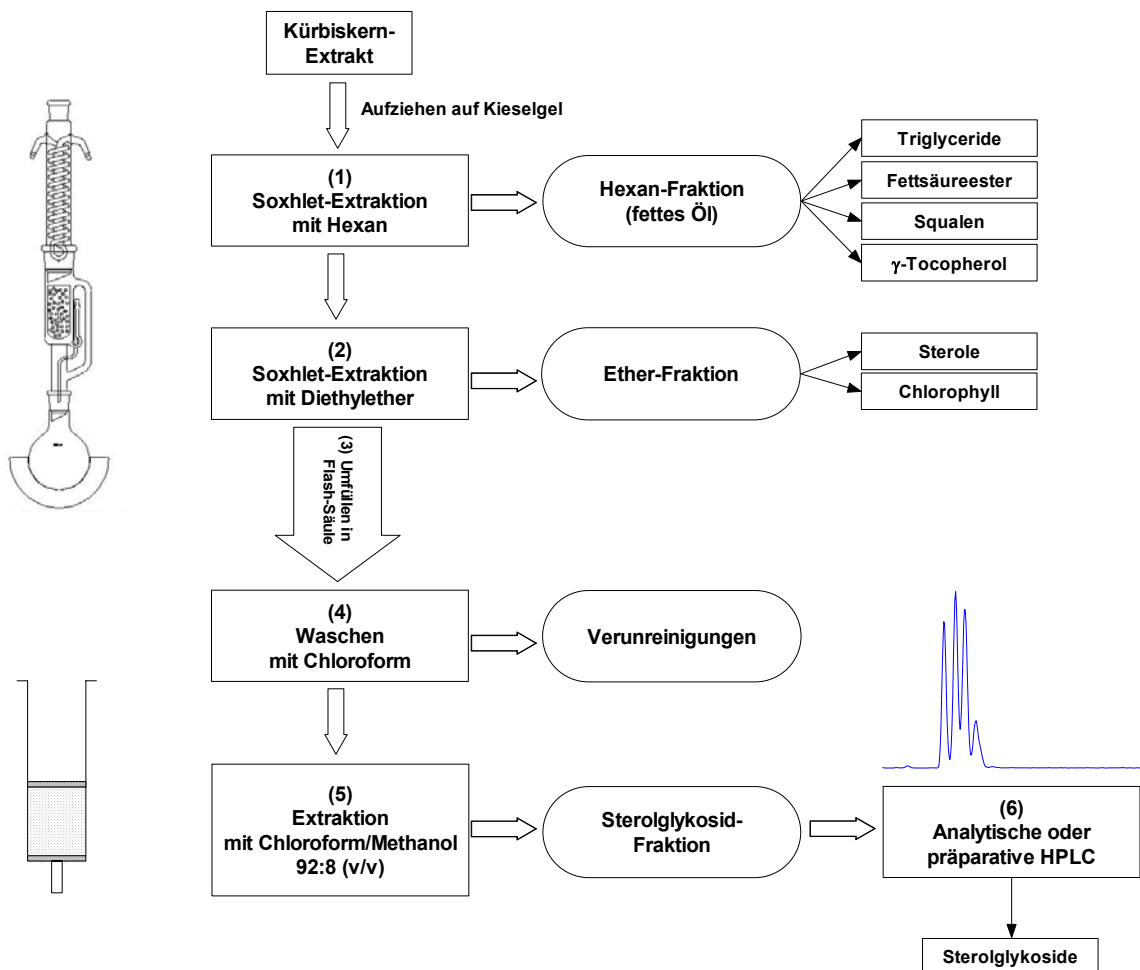 Kürbiskern-
Extrakt
Aufziehen auf Kieselgel
(1)
Soxhlet-Extraktion
mit Hexan
Hexan-Fraktion
(fettes Öl)
Triglyceride
Fettsäureester
Squalen
γ-Tocopherol
(2)
Soxhlet-Extraktion
mit Diethylether
Ether-Fraktion
Sterole
Chlorophyll
(3) Umfüllen in
Flash-Säule
(4)
Waschen
mit Chloroform
Verunreinigungen
(5)
Extraktion
mit Chloroform/Methanol
92:8 (v/v)
Sterolglykosid-
Fraktion
(6)
Analytische oder
präparative HPLC
Sterolglykoside